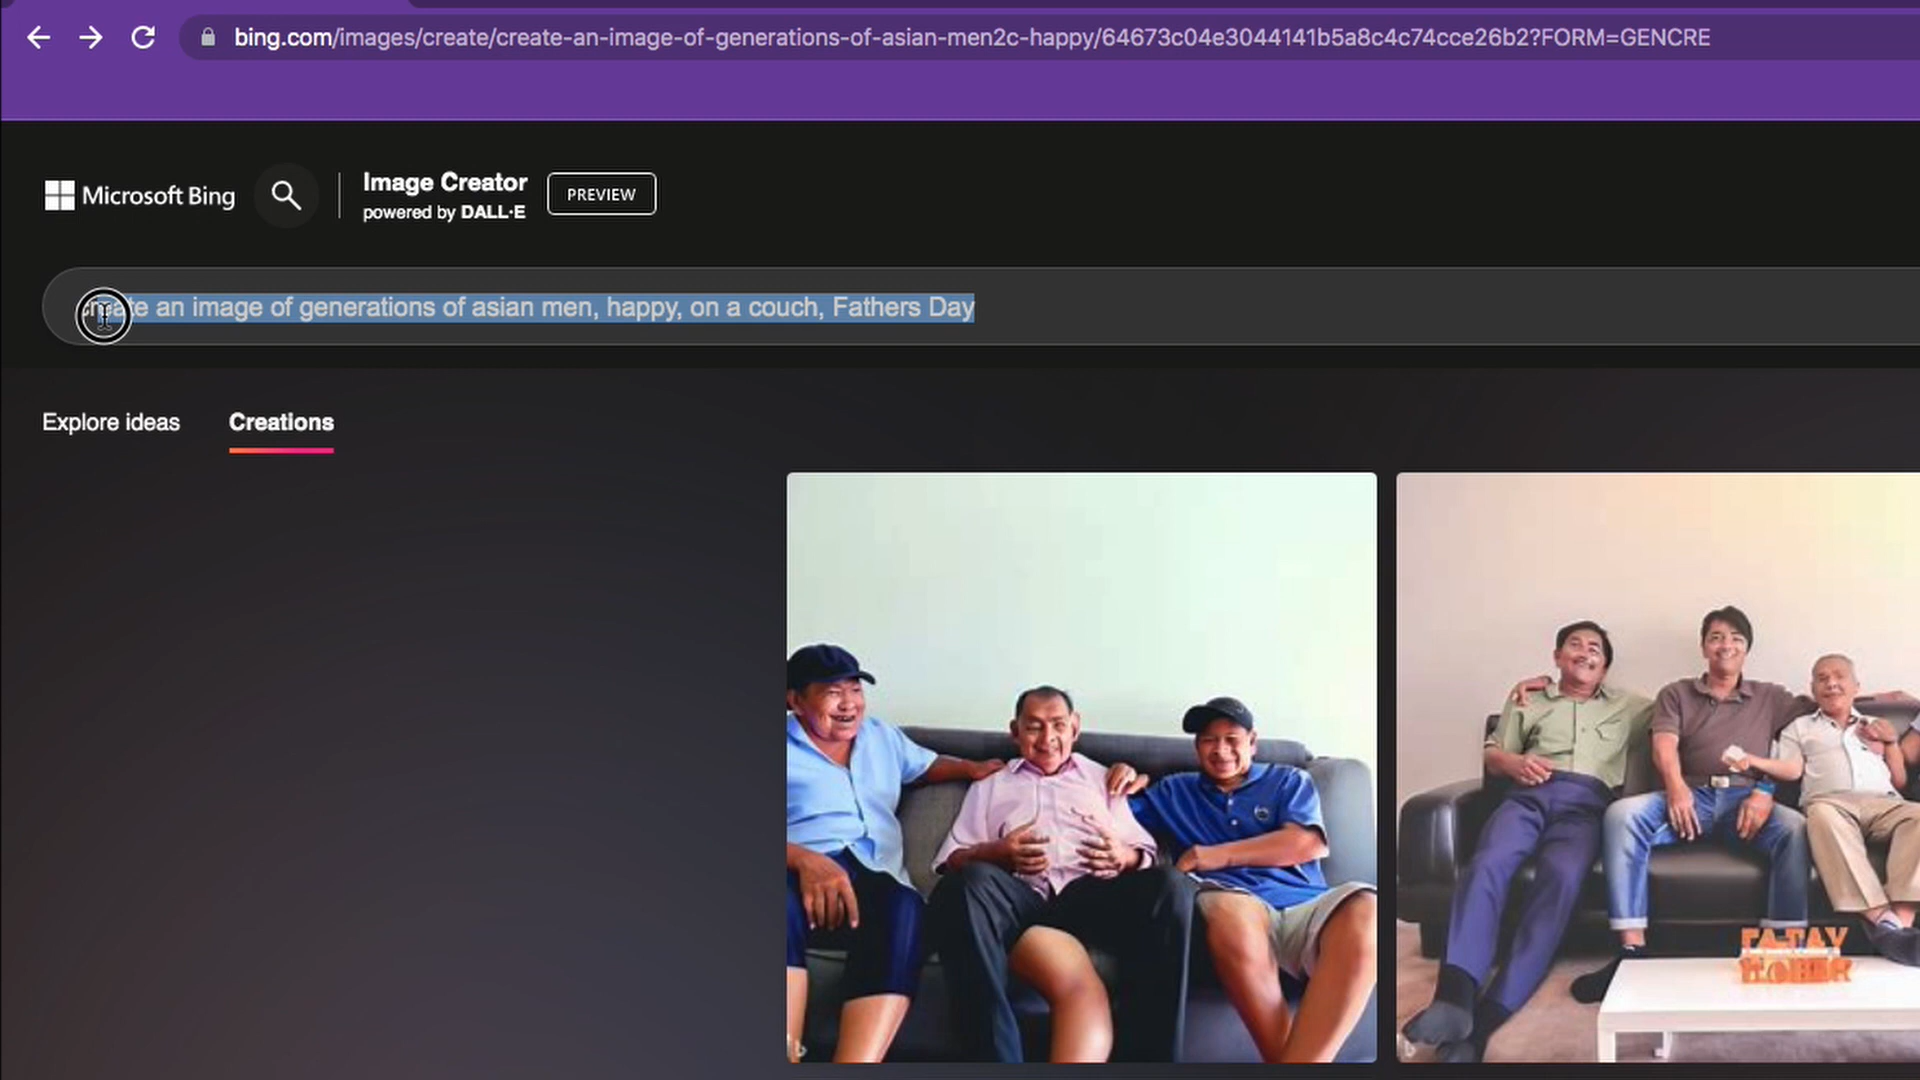 bing.com/images/create/create-an-image-of-generations-of-asian-men2c-happy/64673c04e3044141b5a8c4c74cce26b2?FORM=GENCRE
Microsoft Bing
Image Creator
powered by DALL·E
PREVIEW
create an image of generations of asian men, happy, on a couch, Fathers Day
Explore ideas
Creations